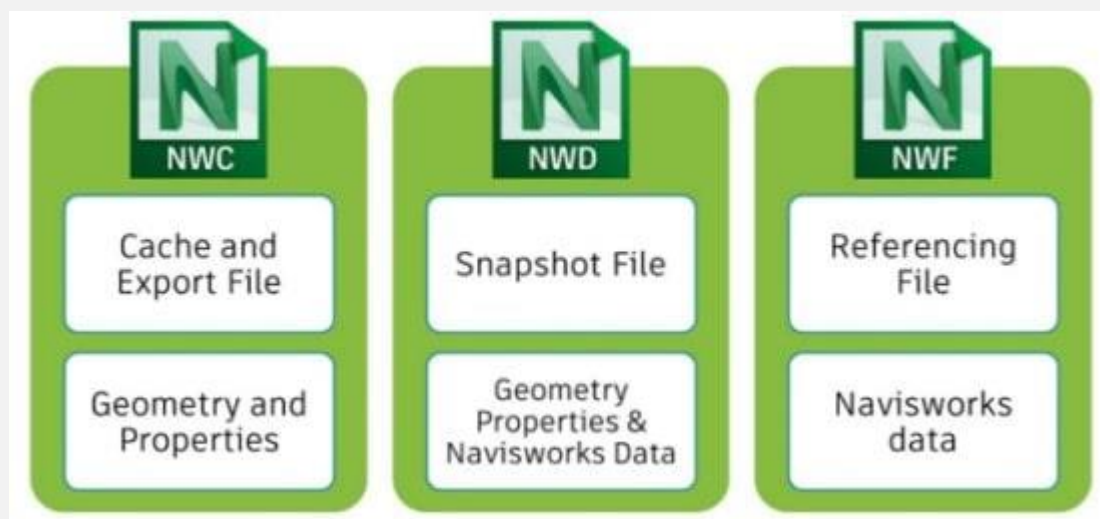 NWC
Cache and
Export File
Geometry and
Properties
NWD
Snapshot File
Geometry
Properties &
Navisworks Data
NWF
Referencing
File
Navisworks
data